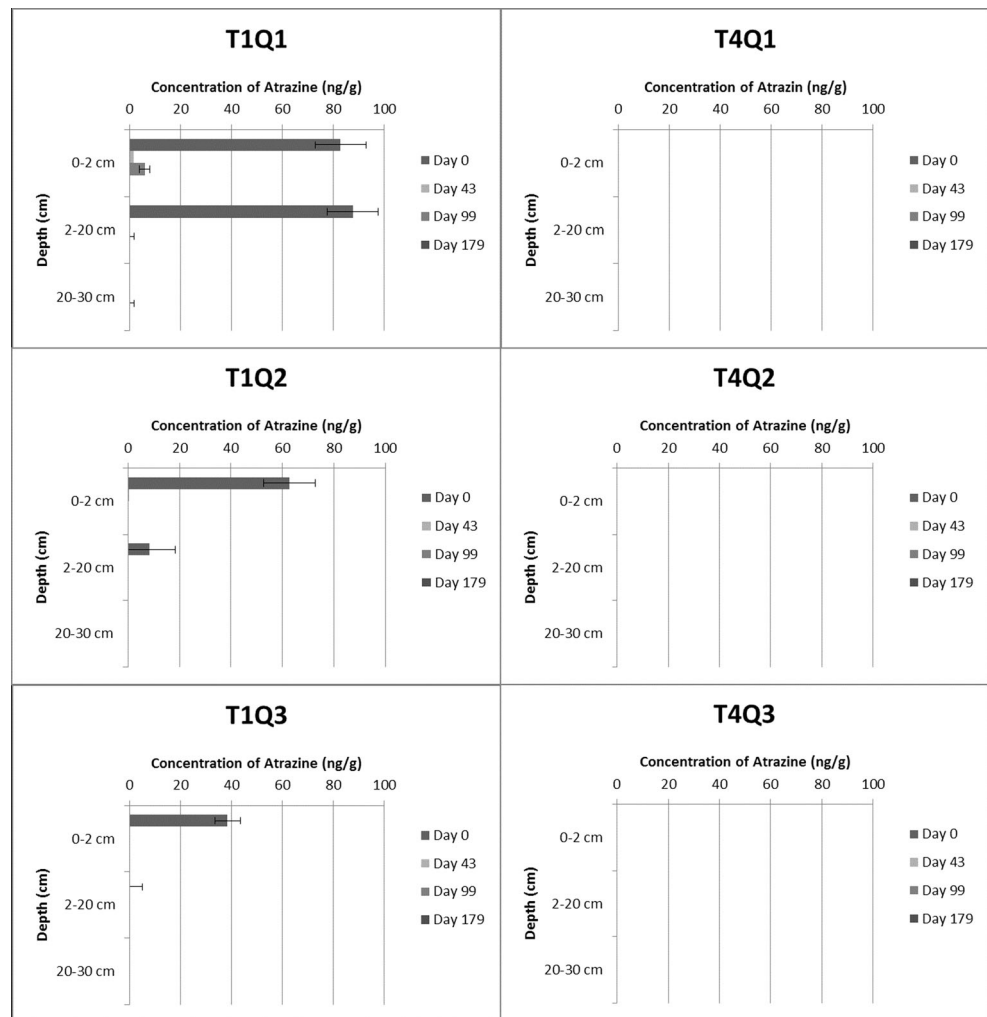 T1Q1
Concentration of Atrazine (ng/g)
0 20 40 60 80 100
0-2 cm
2-20 cm
20-30 cm
Depth (cm)
Day 0
Day 43
Day 99
Day 179
T4Q1
Concentration of Atrazin (ng/g)
0 20 40 60 80 100
0-2 cm
2-20 cm
20-30 cm
Depth (cm)
Day 0
Day 43
Day 99
Day 179
T1Q2
Concentration of Atrazine (ng/g)
0 20 40 60 80 100
0-2 cm
2-20 cm
20-30 cm
Depth (cm)
Day 0
Day 43
Day 99
Day 179
T4Q2
Concentration of Atrazine (ng/g)
0 20 40 60 80 100
0-2 cm
2-20 cm
20-30 cm
Depth (cm)
Day 0
Day 43
Day 99
Day 179
T1Q3
Concentration of Atrazine (ng/g)
0 20 40 60 80 100
0-2 cm
2-20 cm
20-30 cm
Depth (cm)
Day 0
Day 43
Day 99
Day 179
T4Q3
Concentration of Atrazine (ng/g)
0 20 40 60 80 100
0-2 cm
2-20 cm
20-30 cm
Depth (cm)
Day 0
Day 43
Day 99
Day 179